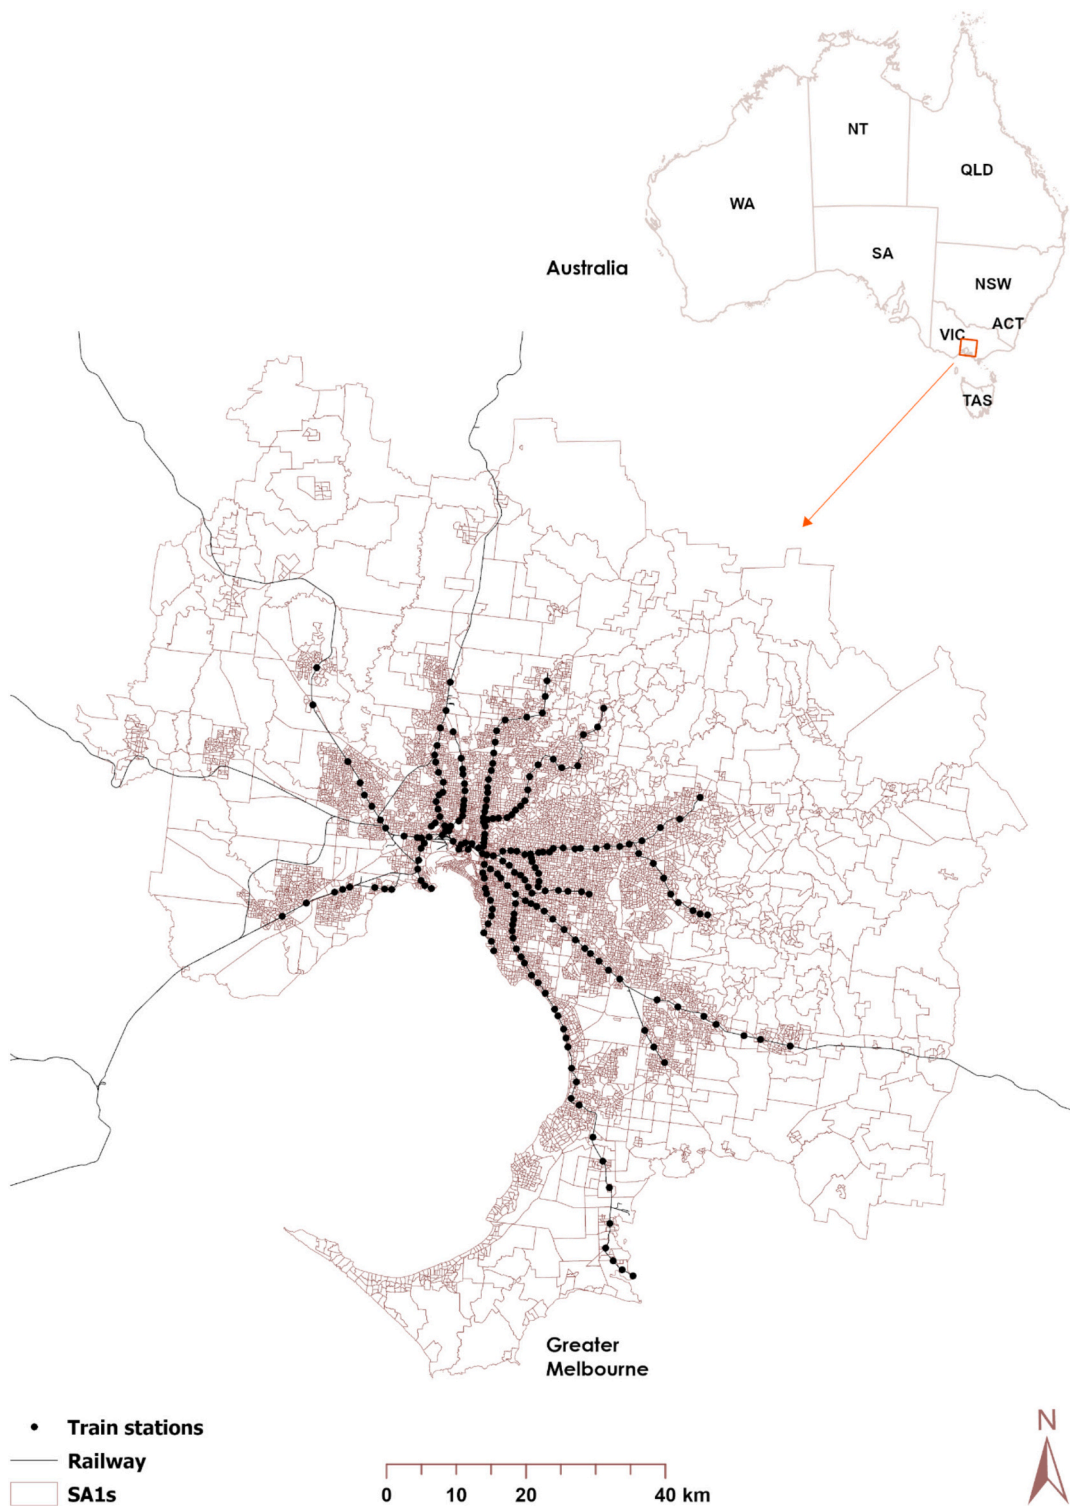 NT
QLD
WA
SA
Australia
NSW
ACT
VIC
TAS
Greater
Melbourne
Train stations
Railway
SA1s
0 10 20 40 km
N